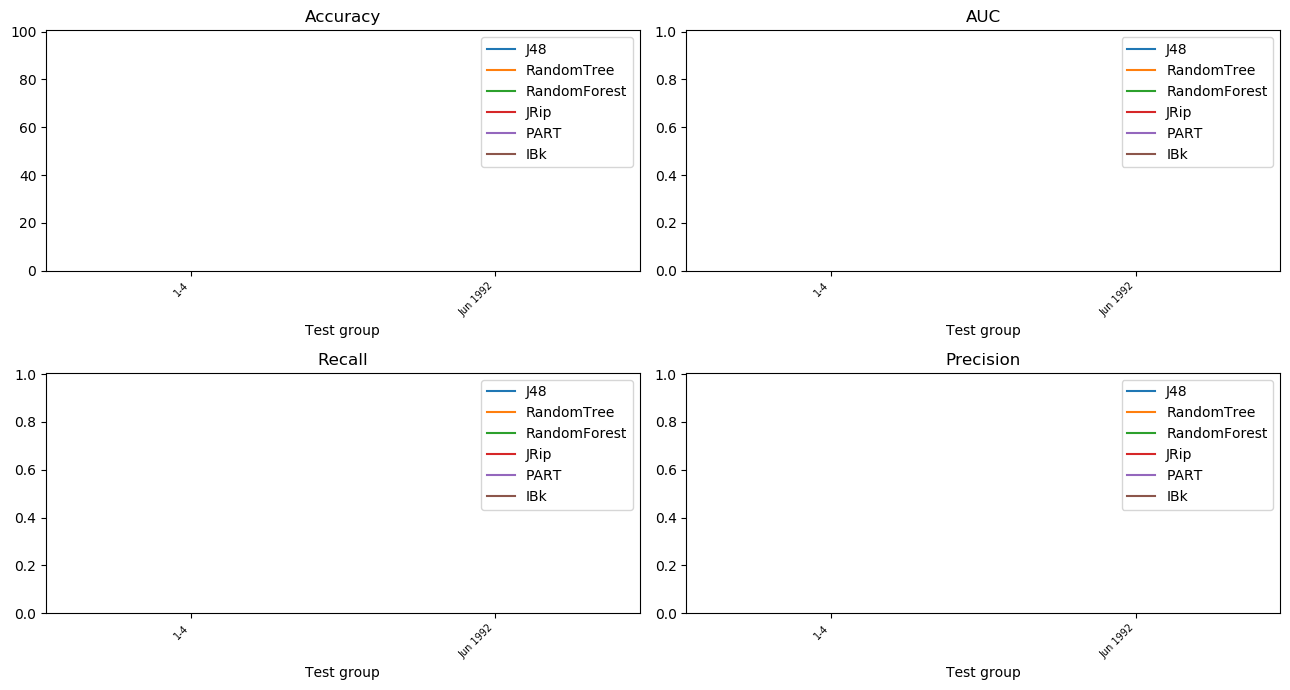 Accuracy
100
80
60
40
20
0
J48
RandomTree
RandomForest
JRip
PART
IBk
1-4
Jun 1992
Test group
AUC
1.0
0.8
0.6
0.4
0.2
0.0
J48
RandomTree
RandomForest
JRip
PART
IBk
1-4
Jun 1992
Test group
Recall
1.0
0.8
0.6
0.4
0.2
0.0
J48
RandomTree
RandomForest
JRip
PART
IBk
1-4
Jun 1992
Test group
Precision
1.0
0.8
0.6
0.4
0.2
0.0
J48
RandomTree
RandomForest
JRip
PART
IBk
1-4
Jun 1992
Test group